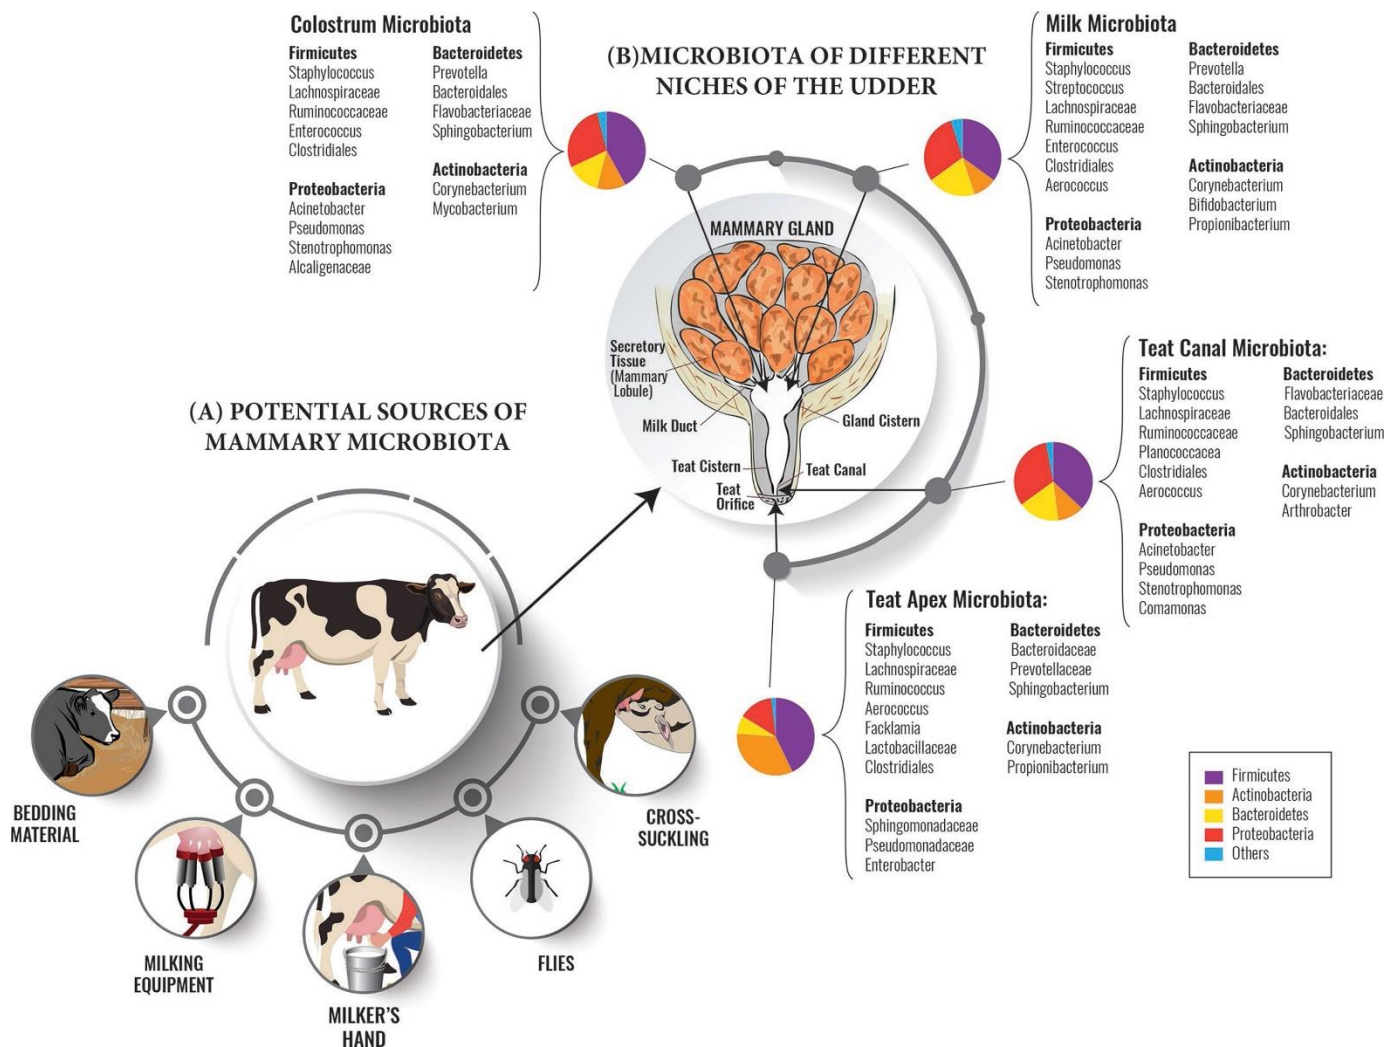 Colostrum Microbiota
Firmicutes
Staphylococcus
Lachnospiraceae
Ruminococcaceae
Enterococcus
Clostridiales
Proteobacteria
Acinetobacter
Pseudomonas
Stenotrophomonas
Alcaligenaceae
Bacteroidetes
Prevotella
Bacteroidales
Flavobacteriaceae
Sphingobacterium
Actinobacteria
Corynebacterium
Mycobacterium
(B)MICROBIOTA OF DIFFERENT
NICHES OF THE UDDER
Milk Microbiota
Firmicutes
Staphylococcus
Streptococcus
Lachnospiraceae
Ruminococcaceae
Enterococcus
Clostridiales
Aerococcus
Proteobacteria
Acinetobacter
Pseudomonas
Stenotrophomonas
Bacteroidetes
Prevotella
Bacteroidales
Flavobacteriaceae
Sphingobacterium
Actinobacteria
Corynebacterium
Bifidobacterium
Propionibacterium
MAMMARY GLAND
Secretory
Tissue
(Mammary
Lobule)
Milk Duct
Gland Cistern
Teat Cistern
Teat Canal
Teat
Orifice
Teat Canal Microbiota:
Firmicutes
Staphylococcus
Lachnospiraceae
Ruminococcaceae
Planococcacea
Clostridiales
Aerococcus
Proteobacteria
Acinetobacter
Pseudomonas
Stenotrophomonas
Comamonas
Bacteroidetes
Flavobacteriaceae
Bacteroidales
Sphingobacterium
Actinobacteria
Corynebacterium
Arthrobacter
(A) POTENTIAL SOURCES OF
MAMMARY MICROBIOTA
Teat Apex Microbiota:
Firmicutes
Staphylococcus
Lachnospiraceae
Ruminococcus
Aerococcus
Facklamia
Lactobacillaceae
Clostridiales
Proteobacteria
Sphingomonadaceae
Pseudomonadaceae
Enterobacter
Bacteroidetes
Bacteroidaceae
Prevotellaceae
Sphingobacterium
Actinobacteria
Corynebacterium
Propionibacterium
BEDDING
MATERIAL
MILKING
EQUIPMENT
MILKER'S
HAND
FLIES
CROSS-
SUCKLING
Firmicutes
Actinobacteria
Bacteroidetes
Proteobacteria
Others